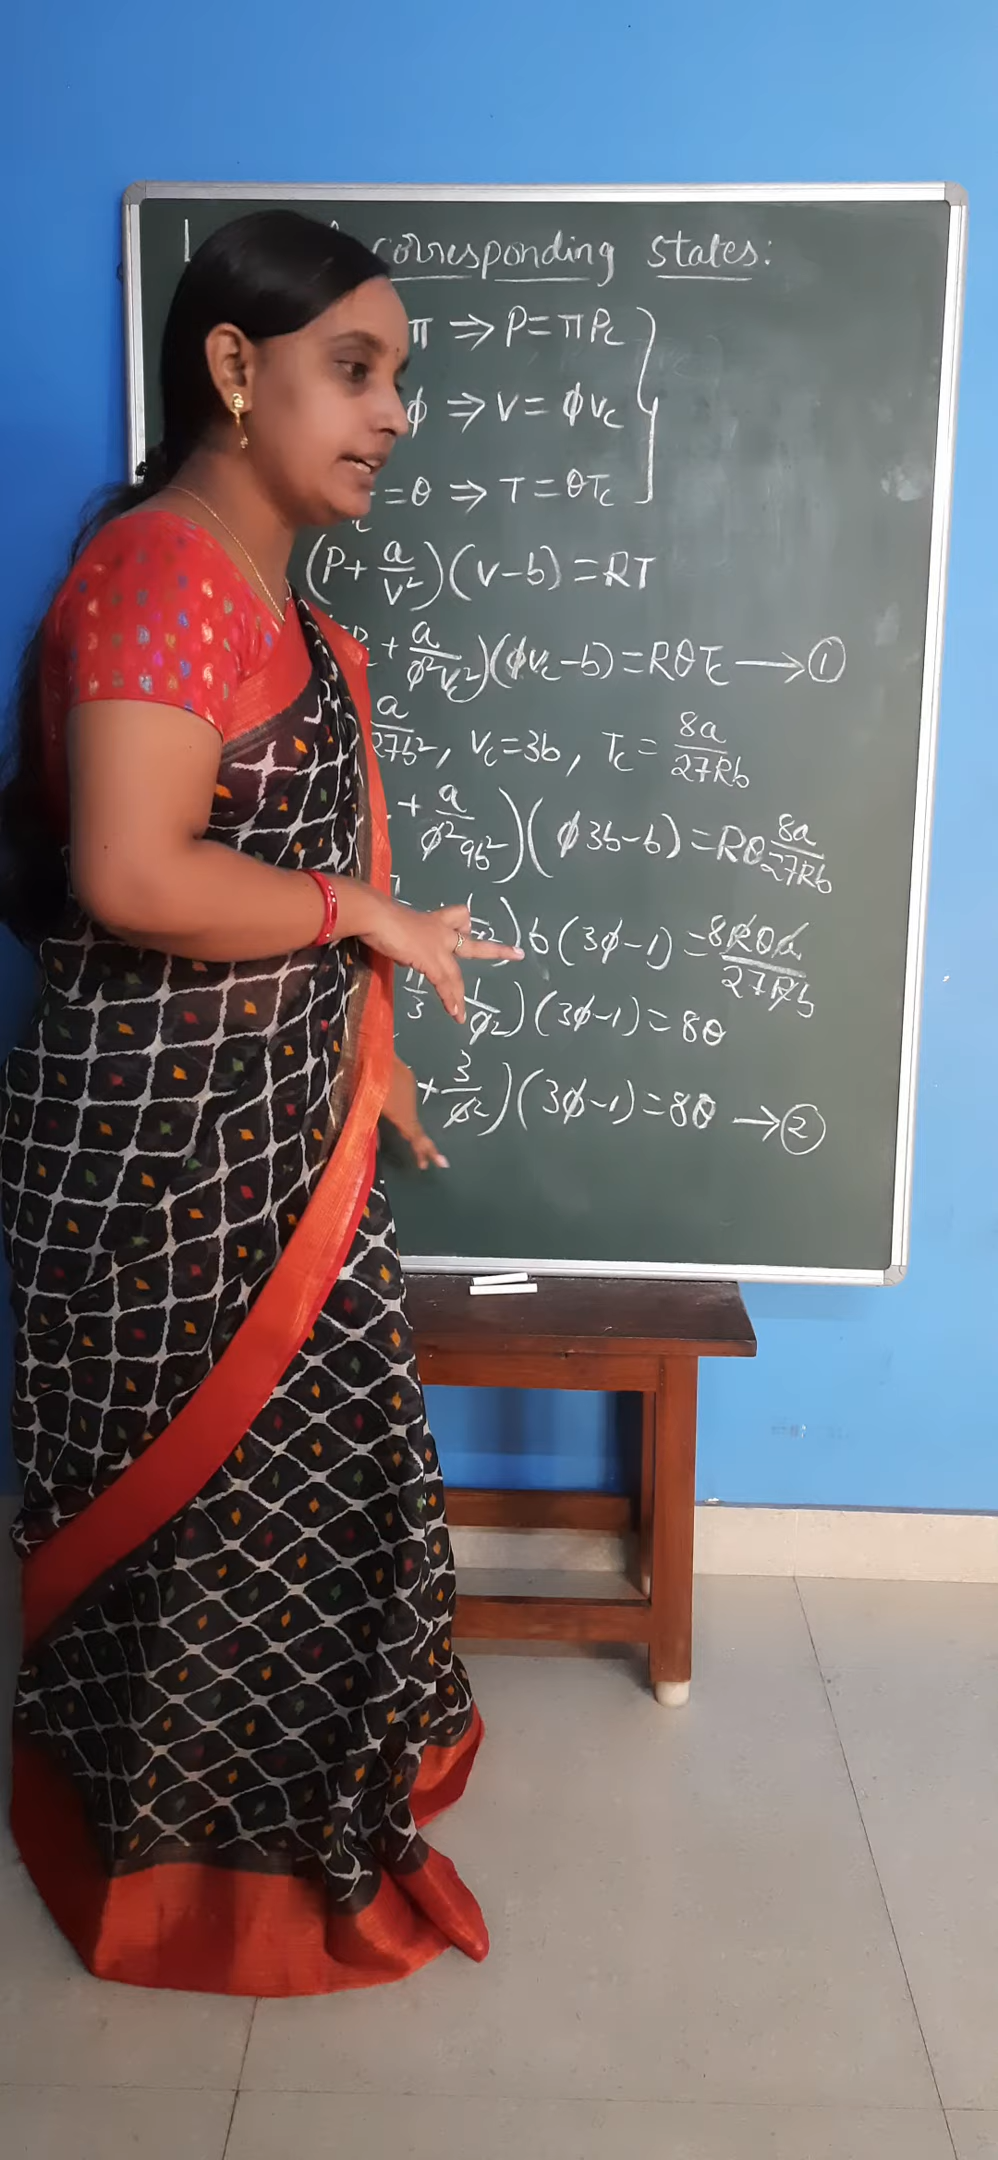 corresponding states:
π ⇒ P = πPc
φ ⇒ V = φVc
= θ ⇒ T = θTc
(P + a/V²)(V − b) = RT
+ a/φ²Vc²)(φVc − b) = RθTc → ①
a/27b², Vc = 3b, Tc = 8a/27Rb
+ a/φ²9b²)(φ3b − b) = Rθ 8a/27Rb
) b (3φ − 1) = 8Rθa/27Rb
π/3 1/φ²)(3φ − 1) = 8θ
+ 3/φ²)(3φ − 1) = 8θ → ②